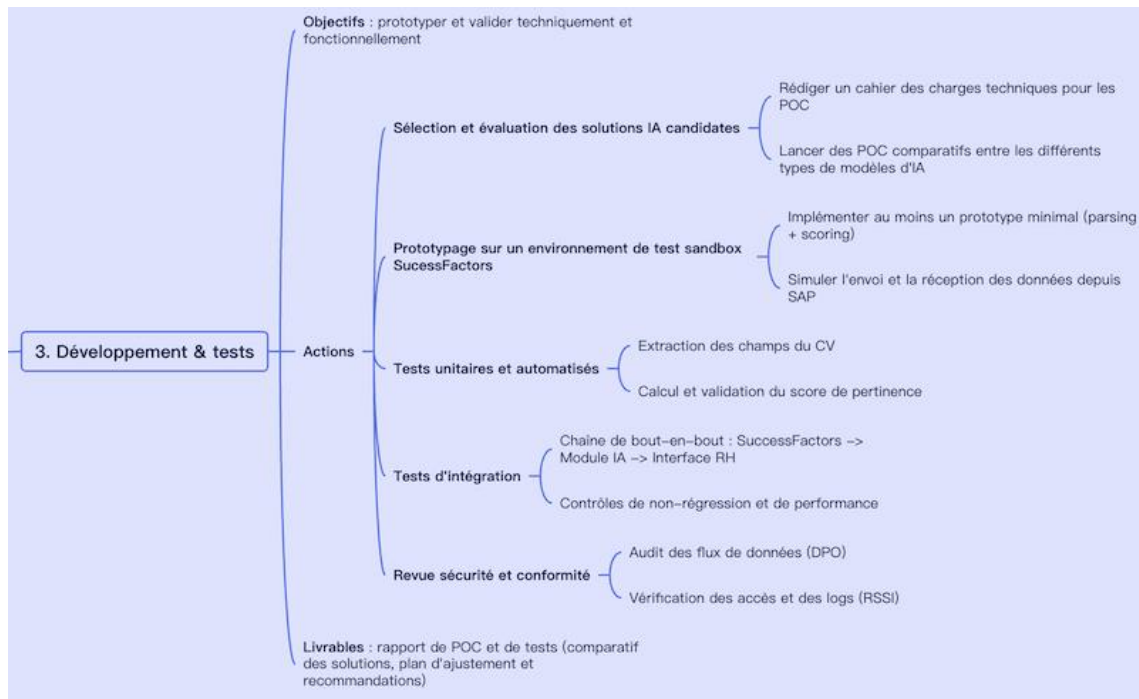 Objectifs : prototyper et valider techniquement et
fonctionnellement
Rédiger un cahier des charges techniques pour les
POC
Sélection et évaluation des solutions IA candidates
Lancer des POC comparatifs entre les différents
types de modèles d'IA
Implémenter au moins un prototype minimal (parsing
+ scoring)
Prototypage sur un environnement de test sandbox
SucessFactors
Simuler l'envoi et la réception des données depuis
SAP
3. Développement & tests
Actions
Extraction des champs du CV
Tests unitaires et automatisés
Calcul et validation du score de pertinence
Chaîne de bout-en-bout : SuccessFactors ->
Module IA -> Interface RH
Tests d'intégration
Contrôles de non-régression et de performance
Audit des flux de données (DPO)
Revue sécurité et conformité
Vérification des accès et des logs (RSSI)
Livrables : rapport de POC et de tests (comparatif
des solutions, plan d'ajustement et
recommandations)